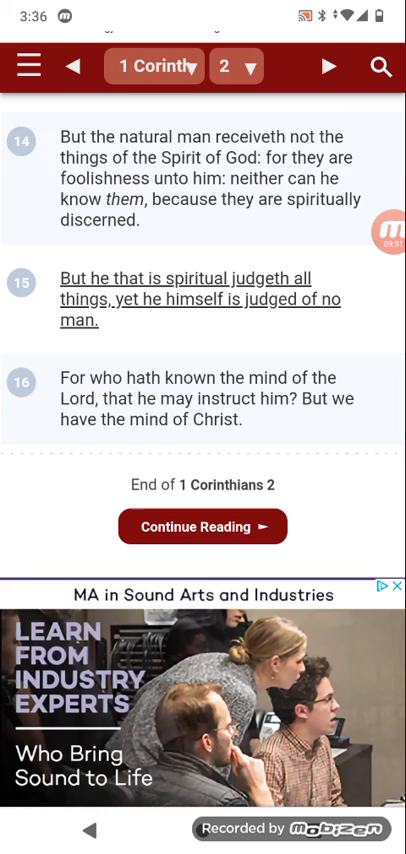 3:36
1 Corinth
2
14
But the natural man receiveth not the
things of the Spirit of God: for they are
foolishness unto him: neither can he
know them, because they are spiritually
discerned.
09:51
15
But he that is spiritual judgeth all
things, yet he himself is judged of no
man.
16
For who hath known the mind of the
Lord, that he may instruct him? But we
have the mind of Christ.
End of 1 Corinthians 2
Continue Reading ►
MA in Sound Arts and Industries
LEARN
FROM
INDUSTRY
EXPERTS
Who Bring
Sound to Life
Recorded by mobizen